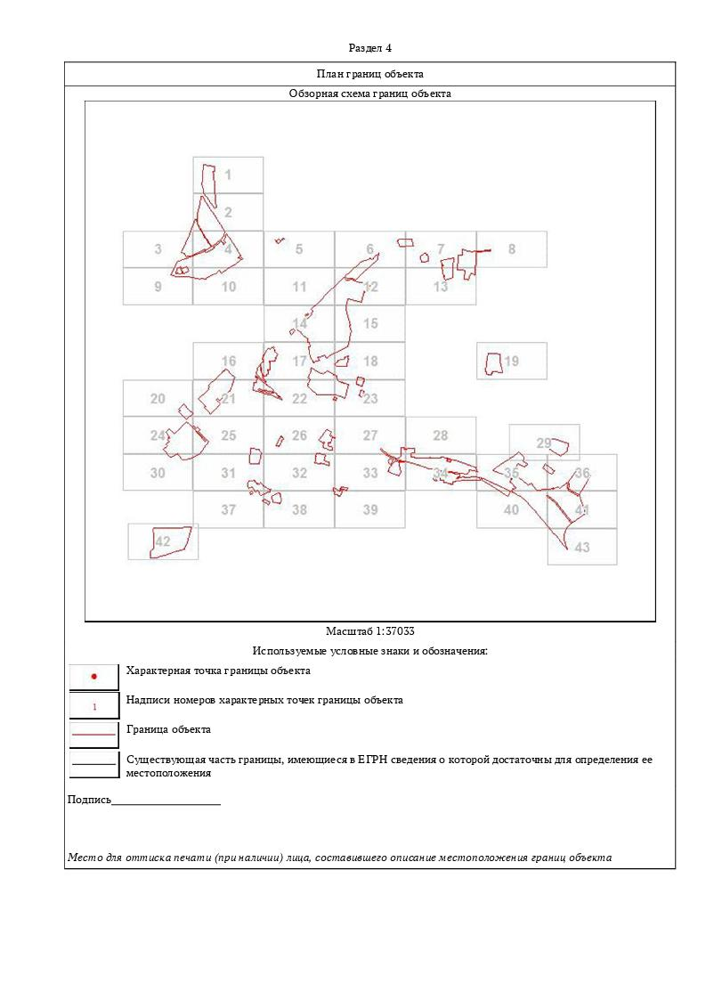 Раздел 4
План границ объекта
Обзорная схема границ объекта
1
2
3 4 5 6 7 8
9 10 11 12 13
14 15
16 17 18 19
20 21 22 23
24 25 26 27 28 29
30 31 32 33 34 35 36
37 38 39 40 41
42 43
Масштаб 1:37033
Используемые условные знаки и обозначения:
Характерная точка границы объекта
1 Надписи номеров характерных точек границы объекта
Граница объекта
Существующая часть границы, имеющиеся в ЕГРН сведения о которой достаточны для определения ее
местоположения
Подпись___________________
Место для оттиска печати (при наличии) лица, составившего описание местоположения границ объекта